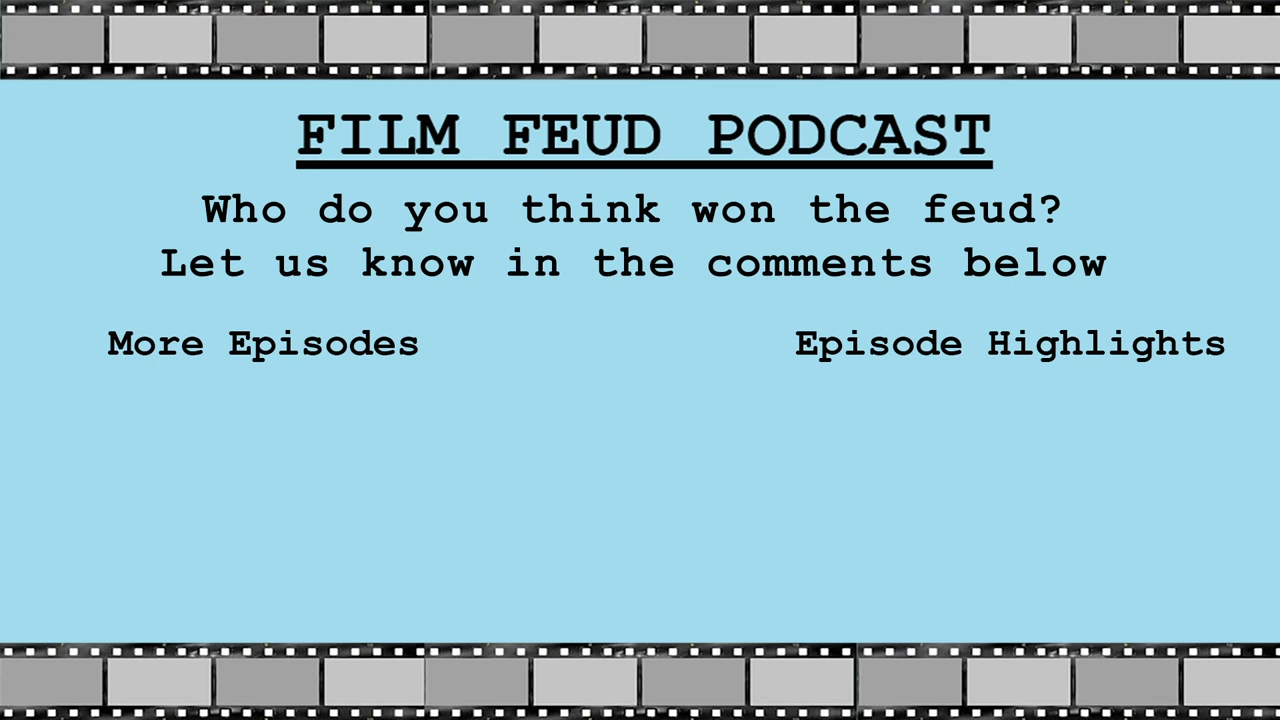 FILM FEUD PODCAST
Who do you think won the feud?
Let us know in the comments below
More Episodes
Episode Highlights